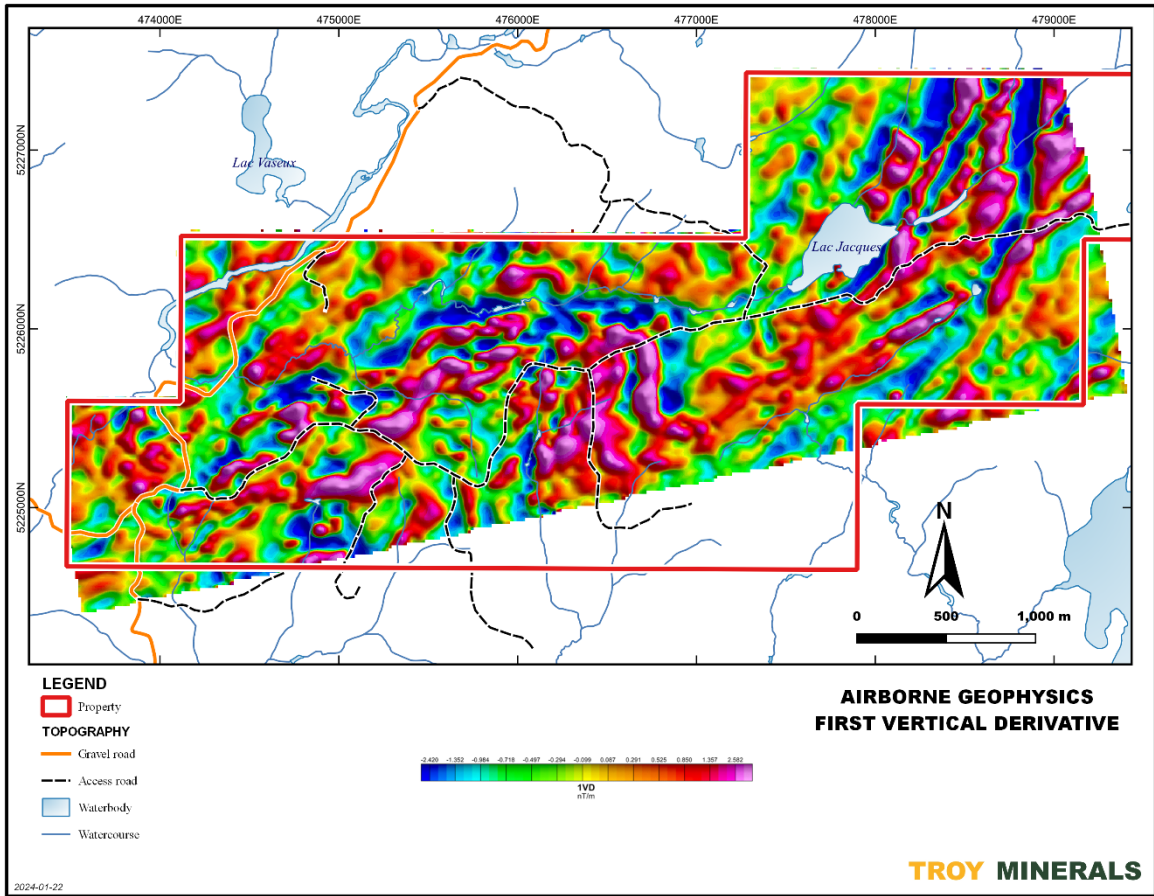 474000E 475000E 476000E 477000E 478000E 479000E
5227000N
5226000N
5225000N
Lac Vaseux
Lac Jacques
N
0 500 1,000 m
LEGEND
Property
TOPOGRAPHY
Gravel road
Access road
Waterbody
Watercourse
AIRBORNE GEOPHYSICS
FIRST VERTICAL DERIVATIVE
-2.420 -1.352 -0.984 -0.718 -0.497 -0.294 -0.099 0.087 0.291 0.525 0.850 1.357 2.582
1VD
nT/m
2024-01-22
TROY MINERALS